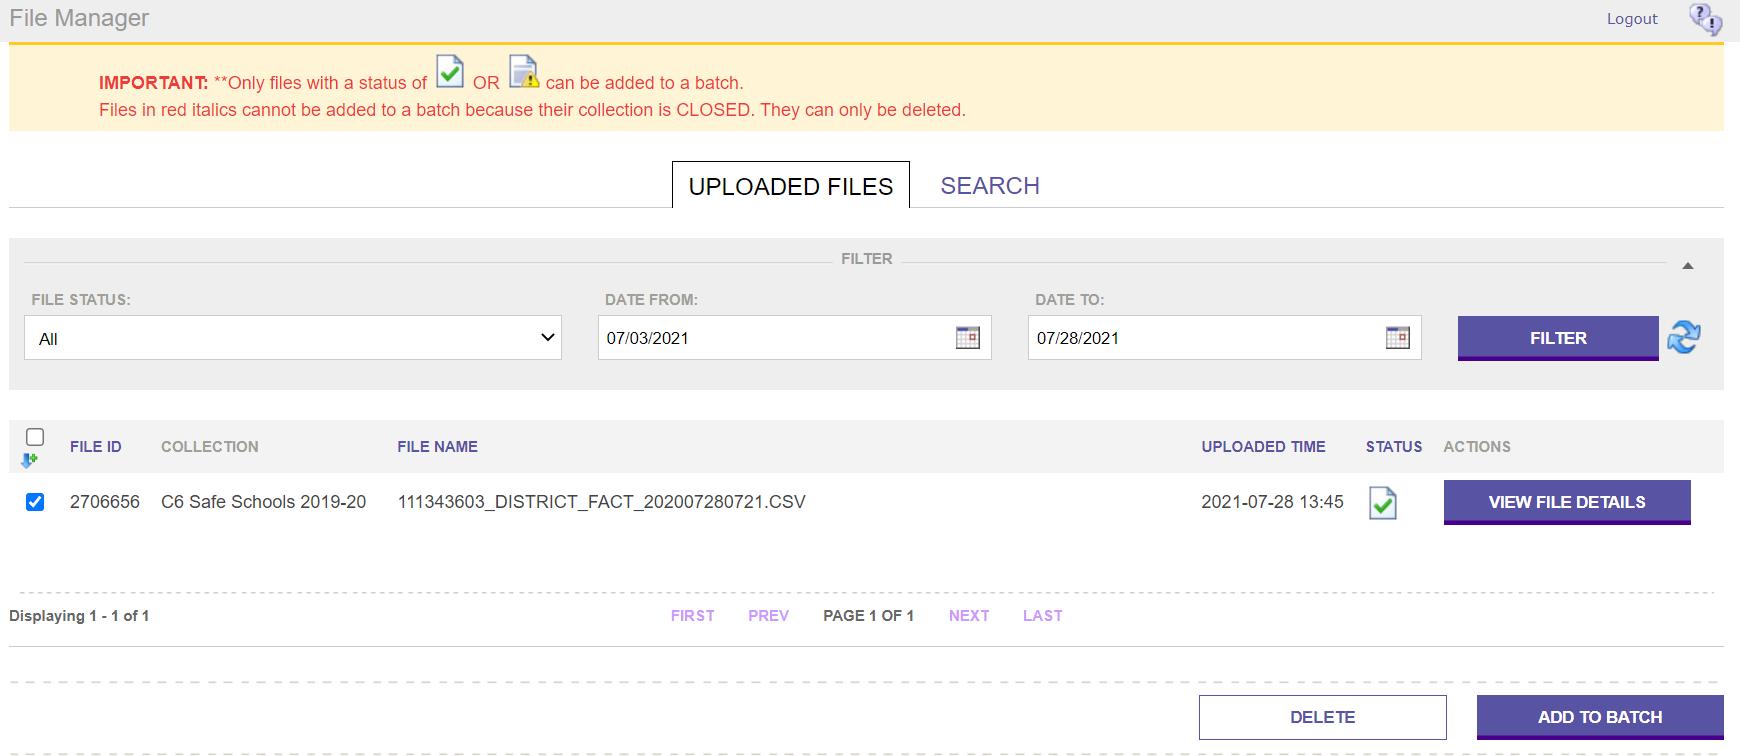 File Manager
Logout
IMPORTANT: **Only files with a status of OR can be added to a batch.
Files in red italics cannot be added to a batch because their collection is CLOSED. They can only be deleted.
UPLOADED FILES SEARCH
FILTER
FILE STATUS: DATE FROM: DATE TO:
All 07/03/2021 07/28/2021 FILTER
FILE ID COLLECTION FILE NAME UPLOADED TIME STATUS ACTIONS
2706656 C6 Safe Schools 2019-20 111343603_DISTRICT_FACT_202007280721.CSV 2021-07-28 13:45 VIEW FILE DETAILS
Displaying 1 - 1 of 1 FIRST PREV PAGE 1 OF 1 NEXT LAST
DELETE ADD TO BATCH